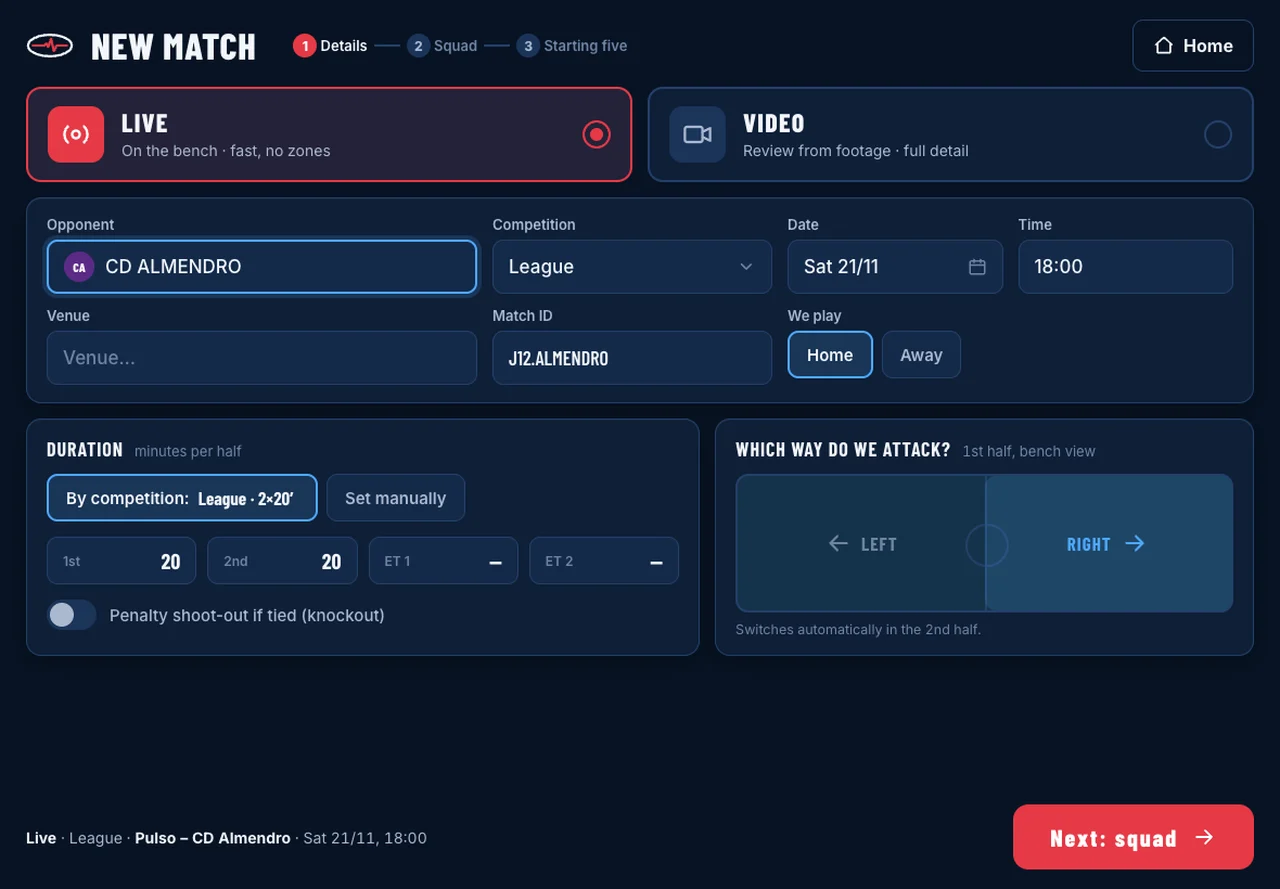 NEW MATCH
1 Details
2 Squad
3 Starting five
Home
LIVE
On the bench · fast, no zones
VIDEO
Review from footage · full detail
Opponent
CA CD ALMENDRO
Competition
League
Date
Sat 21/11
Time
18:00
Venue
Venue...
Match ID
J12.ALMENDRO
We play
Home
Away
DURATION minutes per half
By competition: League · 2×20′
Set manually
1st 20
2nd 20
ET 1 –
ET 2 –
Penalty shoot-out if tied (knockout)
WHICH WAY DO WE ATTACK? 1st half, bench view
← LEFT
RIGHT →
Switches automatically in the 2nd half.
Live · League · Pulso – CD Almendro · Sat 21/11, 18:00
Next: squad →